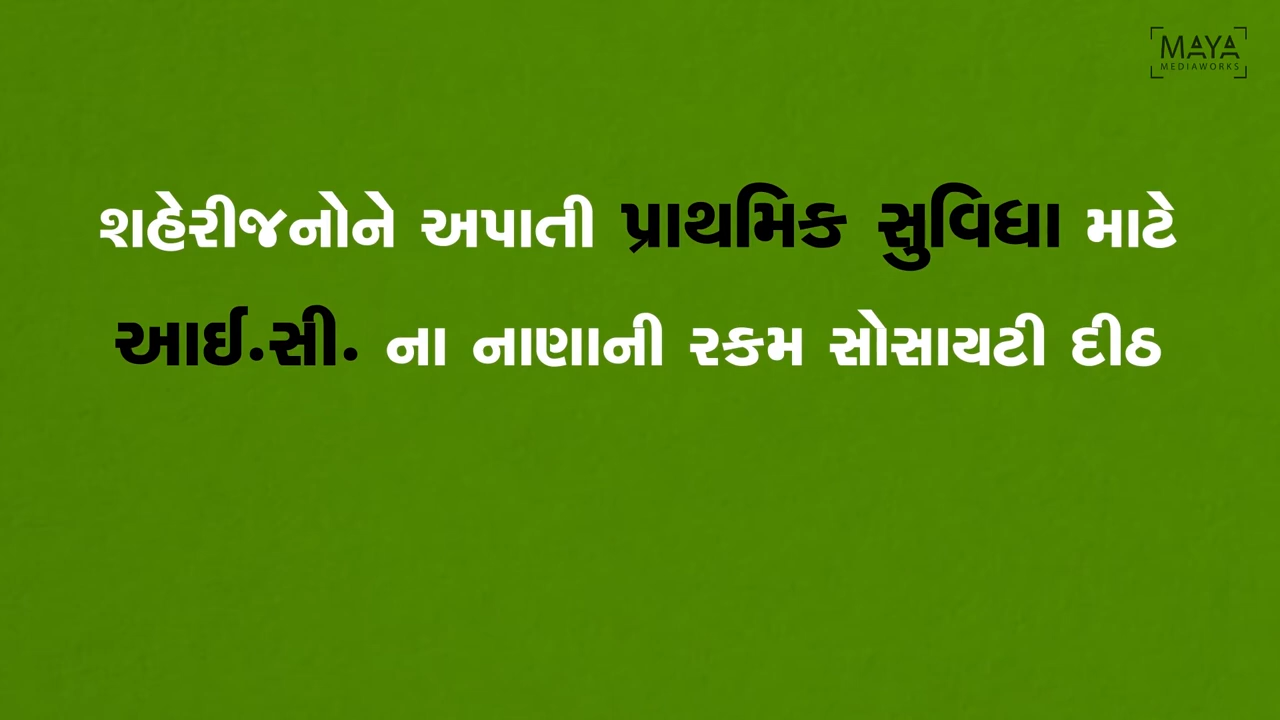 MAYA
MEDIAWORKS
શહેરીજનોને અપાતી પ્રાથમિક સુવિધા માટે
આઈ.સી. ના નાણાની રકમ સોસાયટી દીઠ